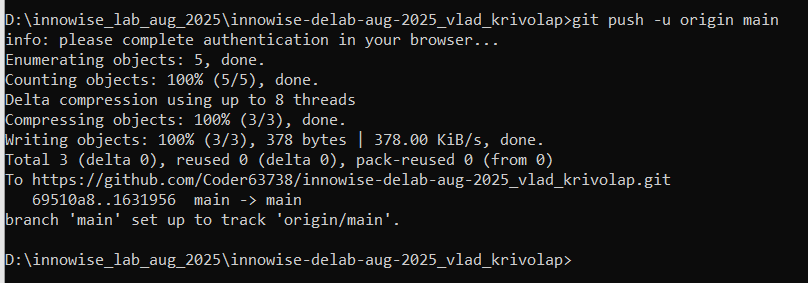 D:\innowise_lab_aug_2025\innowise-delab-aug-2025_vlad_krivolap>git push -u origin main
info: please complete authentication in your browser...
Enumerating objects: 5, done.
Counting objects: 100% (5/5), done.
Delta compression using up to 8 threads
Compressing objects: 100% (3/3), done.
Writing objects: 100% (3/3), 378 bytes | 378.00 KiB/s, done.
Total 3 (delta 0), reused 0 (delta 0), pack-reused 0 (from 0)
To https://github.com/Coder63738/innowise-delab-aug-2025_vlad_krivolap.git
   69510a8..1631956  main -> main
branch 'main' set up to track 'origin/main'.
D:\innowise_lab_aug_2025\innowise-delab-aug-2025_vlad_krivolap>